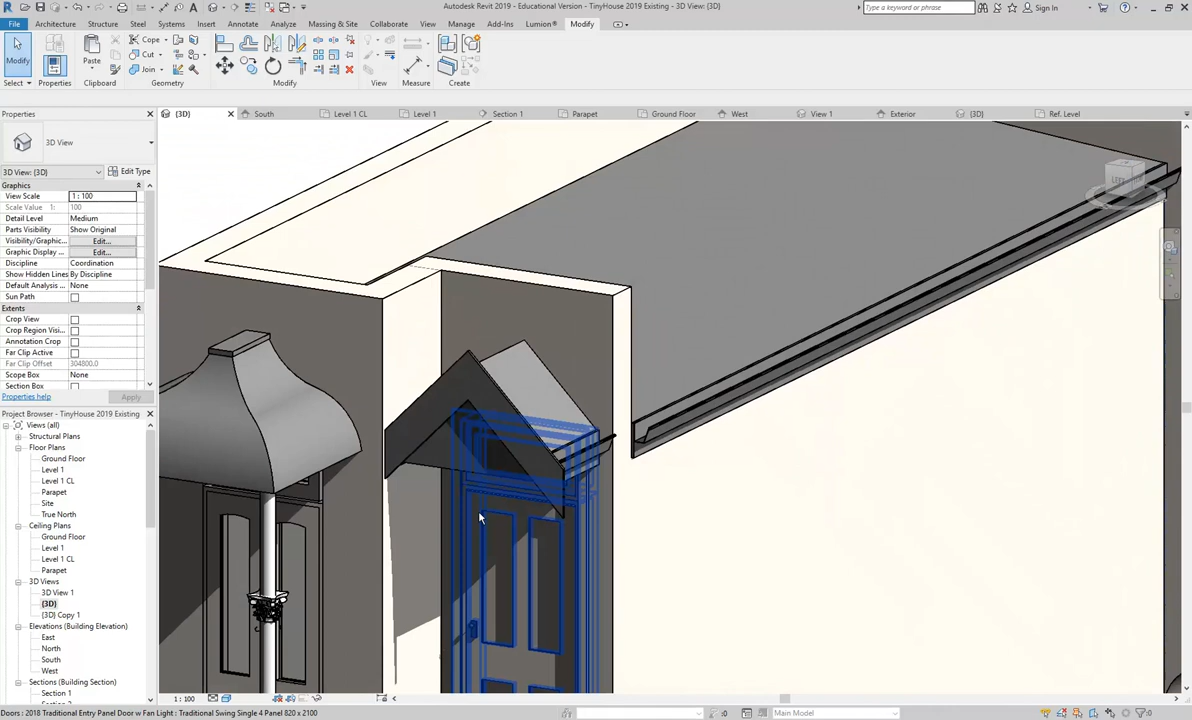 Autodesk Revit 2019 - Educational Version - TinyHouse 2019 Existing - 3D View: {3D}
Type a keyword or phrase
Sign In
File Architecture Structure Steel Systems Insert Annotate Analyze Massing & Site Collaborate View Manage Add-Ins Lumion® Modify
Modify
Properties
Paste
Cope
Cut
Join
Select
Properties
Clipboard
Geometry
Modify
View
Measure
Create
{3D} South Level 1 CL Level 1 Section 1 Parapet Ground Floor West View 1 Exterior {3D} Ref. Level
Properties
3D View
3D View: {3D}
Edit Type
Graphics
View Scale 1 : 100
Scale Value 1: 100
Detail Level Medium
Parts Visibility Show Original
Visibility/Graphic... Edit...
Graphic Display ... Edit...
Discipline Coordination
Show Hidden Lines By Discipline
Default Analysis ... None
Sun Path
Extents
Crop View
Crop Region Visi...
Annotation Crop
Far Clip Active
Far Clip Offset 304800.0
Scope Box None
Section Box
Properties help
Apply
Project Browser - TinyHouse 2019 Existing
Views (all)
Structural Plans
Floor Plans
Ground Floor
Level 1
Level 1 CL
Level 1
Parapet
Site
True North
Ceiling Plans
Ground Floor
Level 1
Level 1 CL
Parapet
3D Views
3D View 1
{3D}
{3D} Copy 1
Elevations (Building Elevation)
East
North
South
West
Sections (Building Section)
Section 1
LEFT
1 : 100
Doors : 2018 Traditional Entry Panel Door w Fan Light : Traditional Swing Single 4 Panel 820 x 2100
:0
Main Model
:0